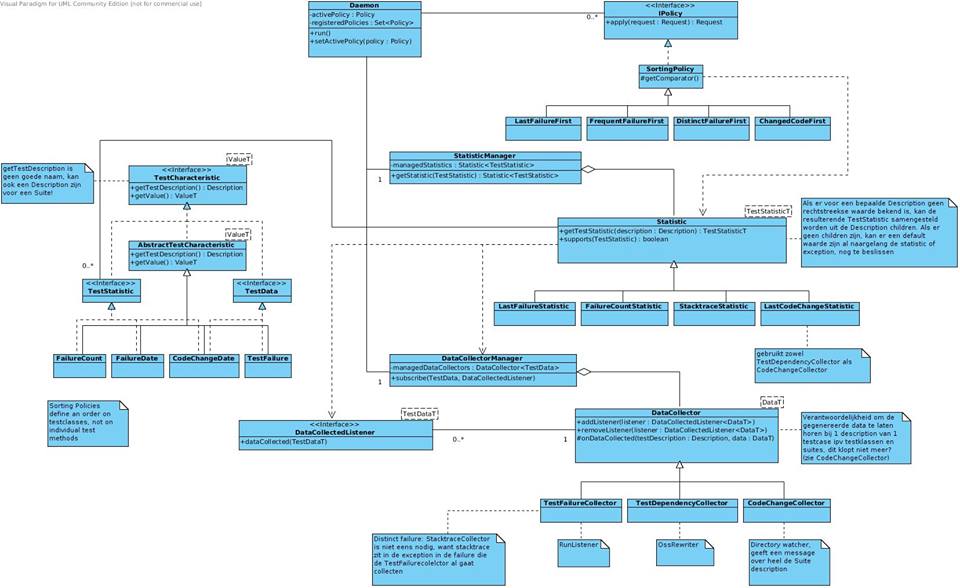 Visual Paradigm for UML Community Edition [not for commercial use]
Daemon
-activePolicy : Policy
-registeredPolicies : Set<Policy>
+run()
+setActivePolicy(policy : Policy)
0..*
<<Interface>>
IPolicy
+apply(request : Request) : Request
SortingPolicy
#getComparator()
LastFailureFirst
FrequentFailureFirst
DistinctFailureFirst
ChangedCodeFirst
StatisticManager
-managedStatistics : Statistic<TestStatistic>
+getStatistic(TestStatistic) : Statistic<TestStatistic>
1
getTestDescription is
geen goede naam, kan
ook een Description zijn
voor een Suite!
iValueT
<<Interface>>
TestCharacteristic
+getTestDescription() : Description
+getValue() : ValueT
iValueT
AbstractTestCharacteristic
+getTestDescription() : Description
+getValue() : ValueT
0..*
<<Interface>>
TestStatistic
<<Interface>>
TestData
FailureCount
FailureDate
CodeChangeDate
TestFailure
Sorting Policies
define an order on
testclasses, not on
individual test
methods
TestStatisticT
Statistic
+getTestStatistic(description : Description) : TestStatisticT
+supports(TestStatistic) : boolean
Als er voor een bepaalde Description geen
rechtstreekse waarde bekend is, kan de
resulterende TestStatistic samengesteld
worden uit de Description children. Als er
geen children zijn, kan er een default
waarde zijn al naargelang de statistic of
exception, nog te beslissen
LastFailureStatistic
FailureCountStatistic
StacktraceStatistic
LastCodeChangeStatistic
gebruikt zowel
TestDependencyCollector als
CodeChangeCollector
DataCollectorManager
-managedDataCollectors : DataCollector<TestData>
+subscribe(TestData, DataCollectedListener)
1
TestDataT
<<Interface>>
DataCollectedListener
+dataCollected(TestDataT)
0..*
1
DataT
DataCollector
+addListener(listener : DataCollectedListener<DataT>)
+removeListener(listener : DataCollectedListener<DataT>)
#onDataCollected(testDescription : Description, data : DataT)
Verantwoordelijkheid om de
gegenereerde data te laten
horen bij 1 description van 1
testcase ipv testklassen en
suites, dit klopt niet meer?
(zie CodeChangeCollector)
TestFailureCollector
TestDependencyCollector
CodeChangeCollector
Distinct failure: StacktraceCollector
is niet eens nodig, want stacktrace
zit in the exception in de failure die
de TestFailurecolelctor al gaat
collecten
RunListener
OssRewriter
Directory watcher,
geeft een message
over heel de Suite
description